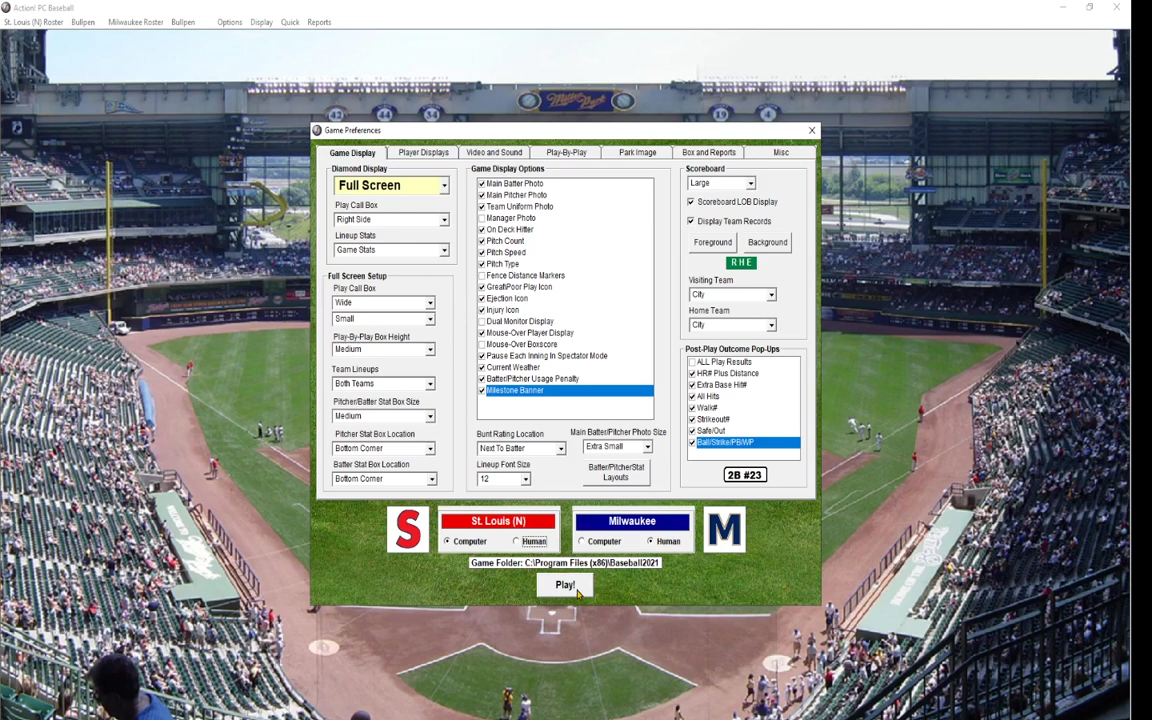 Action! PC Baseball
St. Louis (N) Roster Bullpen Milwaukee Roster Bullpen Options Display Quick Reports
Miller Park
42 44 34 19 4
Game Preferences
Game Display Player Displays Video and Sound Play-By-Play Park Image Box and Reports Misc
Diamond Display
Full Screen
Play Call Box
Right Side
Lineup Stats
Game Stats
Full Screen Setup
Play Call Box
Wide
Small
Play-By-Play Box Height
Medium
Team Lineups
Both Teams
Pitcher/Batter Stat Box Size
Medium
Pitcher Stat Box Location
Bottom Corner
Batter Stat Box Location
Bottom Corner
Game Display Options
Main Batter Photo
Main Pitcher Photo
Team Uniform Photo
Manager Photo
On Deck Hitter
Pitch Count
Pitch Speed
Pitch Type
Fence Distance Markers
Great\Poor Play Icon
Ejection Icon
Injury Icon
Dual Monitor Display
Mouse-Over Player Display
Mouse-Over Boxscore
Pause Each Inning In Spectator Mode
Current Weather
Batter/Pitcher Usage Penalty
Milestone Banner
Bunt Rating Location
Next To Batter
Main Batter/Pitcher Photo Size
Extra Small
Lineup Font Size
12
Batter/PitcherStat
Layouts
Scoreboard
Large
Scoreboard LOB Display
Display Team Records
Foreground Background
R H E
Visiting Team
City
Home Team
City
Post-Play Outcome Pop-Ups
ALL Play Results
HR# Plus Distance
Extra Base Hit#
All Hits
Walk#
Strikeout#
Safe/Out
Ball/Strike/PB/WP
2B #23
S
St. Louis (N)
Computer Human
Milwaukee
Computer Human
M
Game Folder: C:\Program Files (x86)\Baseball2021
Play!